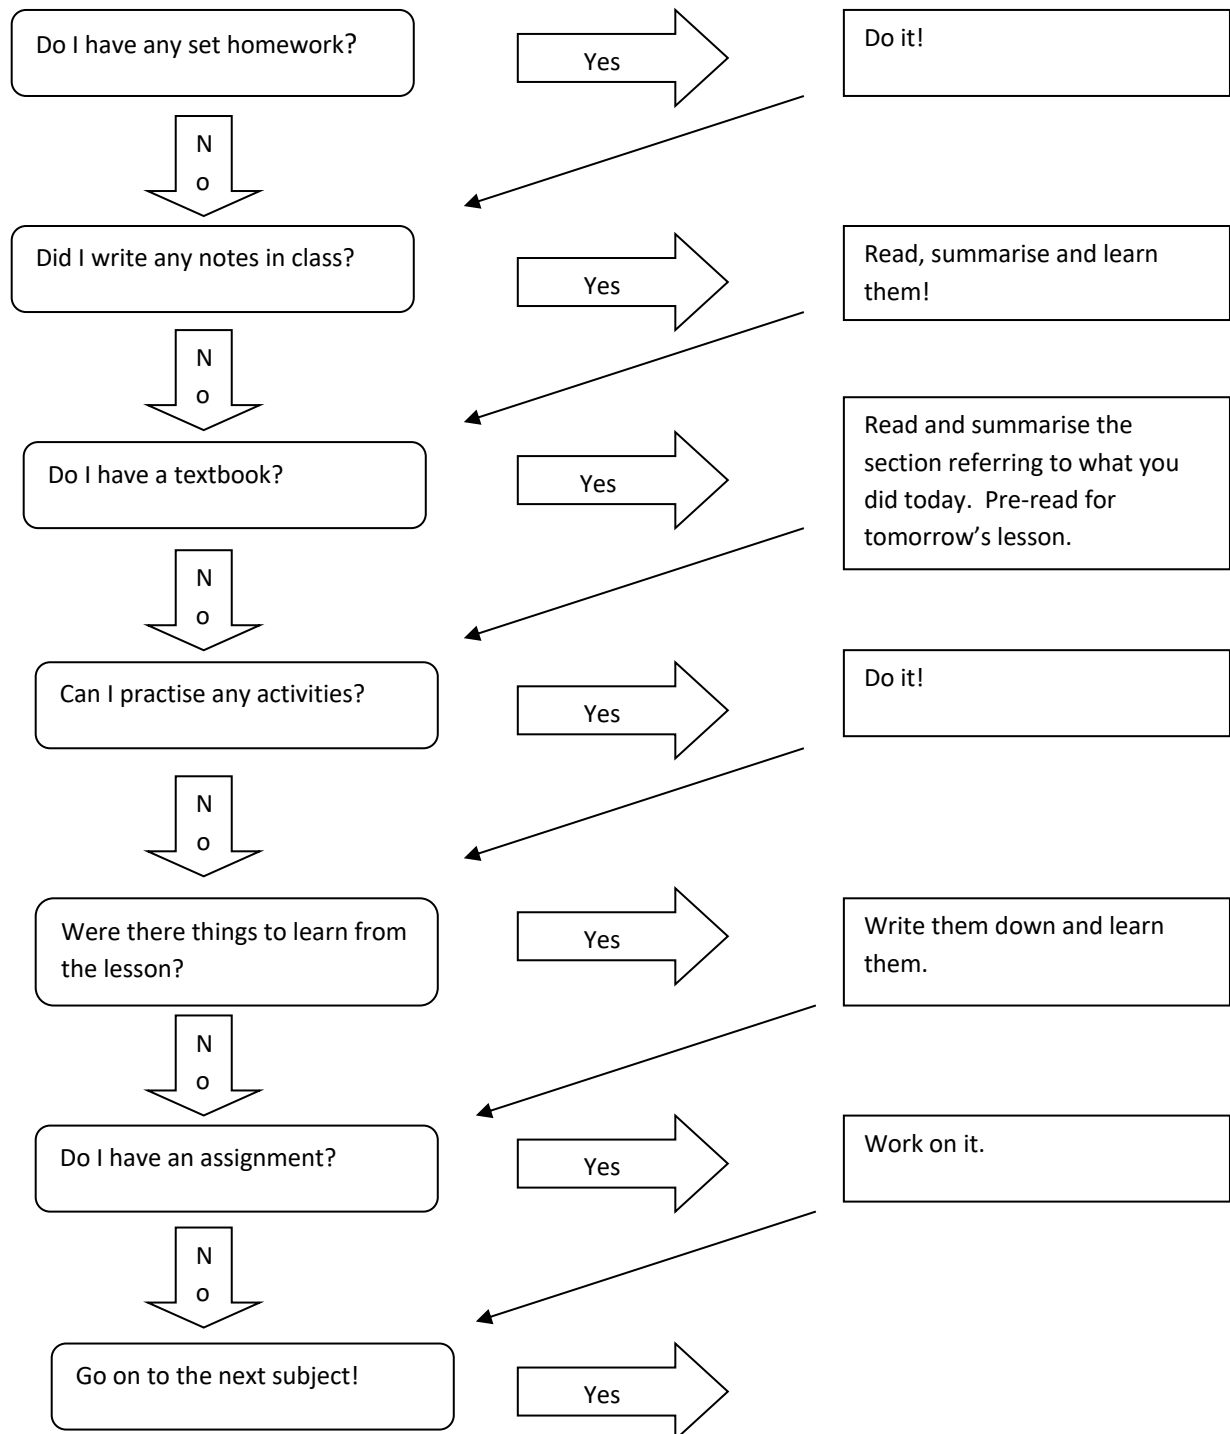 Do I have any set homework?
Yes
Do it!
N
o
Did I write any notes in class?
Yes
Read, summarise and learn
them!
N
o
Do I have a textbook?
Yes
Read and summarise the
section referring to what you
did today.  Pre-read for
tomorrow’s lesson.
N
o
Can I practise any activities?
Yes
Do it!
N
o
Were there things to learn from
the lesson?
Yes
Write them down and learn
them.
N
o
Do I have an assignment?
Yes
Work on it.
N
o
Go on to the next subject!
Yes